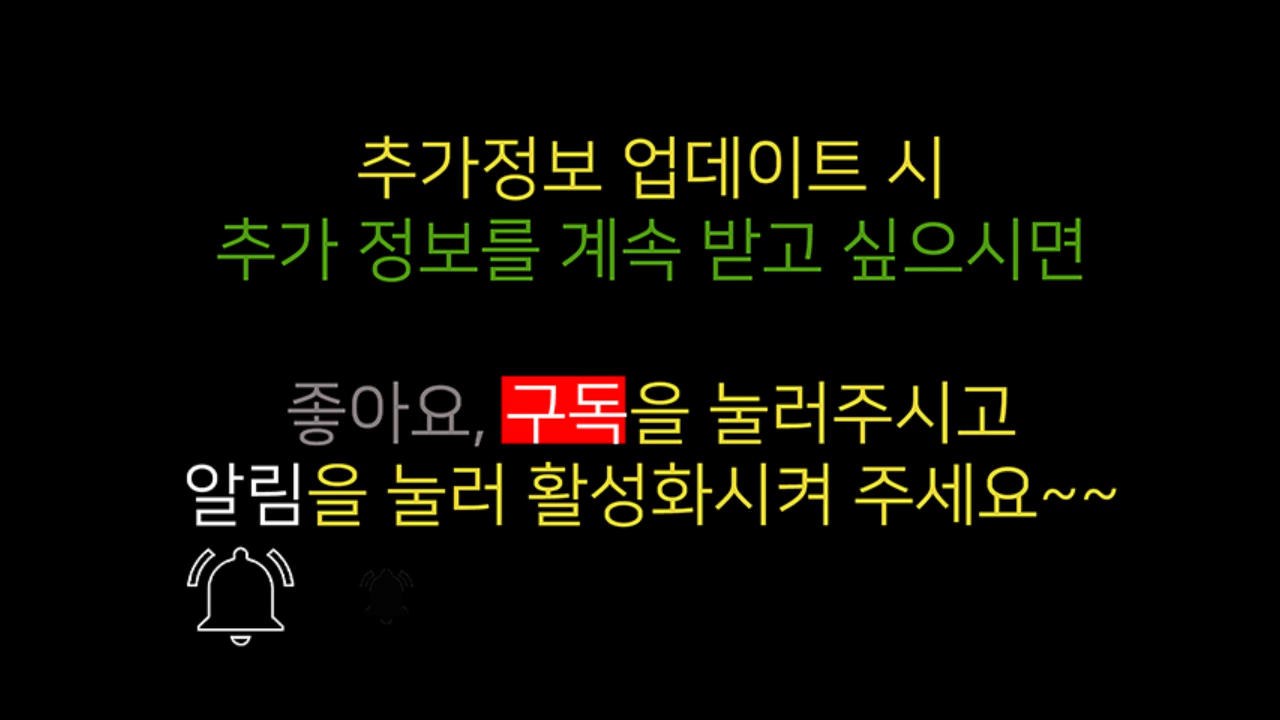 추가정보 업데이트 시
추가 정보를 계속 받고 싶으시면
좋아요, 구독을 눌러주시고
알림을 눌러 활성화시켜 주세요~~